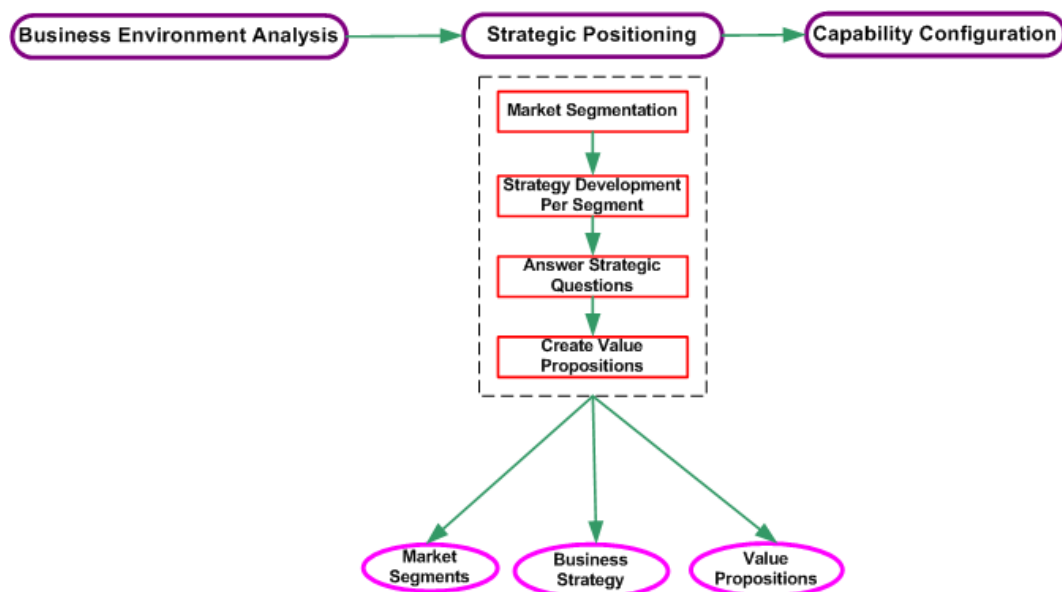 Business Environment Analysis
Strategic Positioning
Capability Configuration
Market Segmentation
Strategy Development
Per Segment
Answer Strategic
Questions
Create Value
Propositions
Market
Segments
Business
Strategy
Value
Propositions